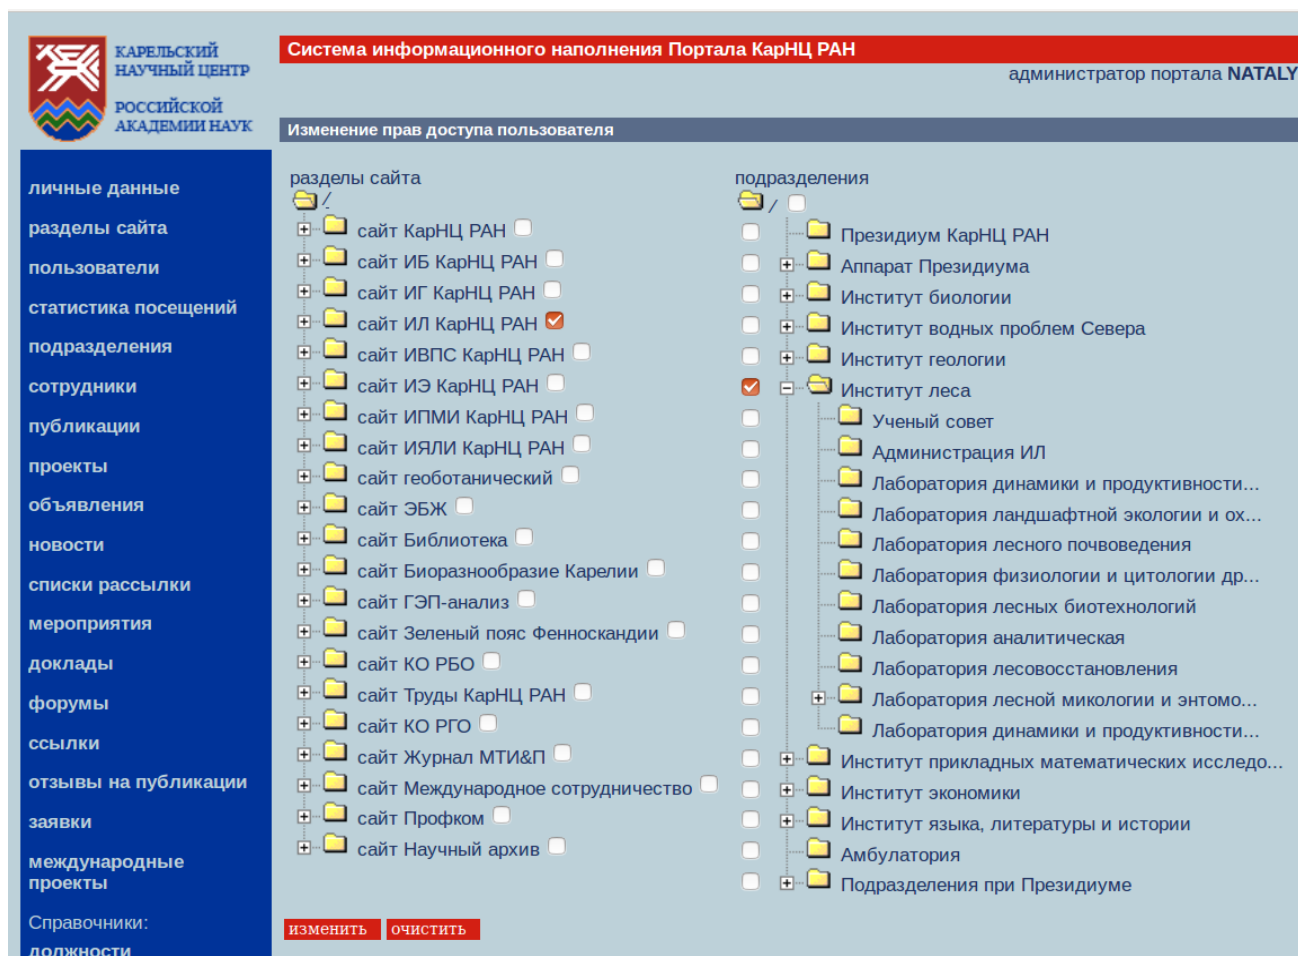 КАРЕЛЬСКИЙ
НАУЧНЫЙ ЦЕНТР
РОССИЙСКОЙ
АКАДЕМИИ НАУК
Система информационного наполнения Портала КарНЦ РАН
администратор портала NATALY
Изменение прав доступа пользователя
личные данные
разделы сайта
пользователи
статистика посещений
подразделения
сотрудники
публикации
проекты
объявления
новости
списки рассылки
мероприятия
доклады
форумы
ссылки
отзывы на публикации
заявки
международные
проекты
Справочники:
должности
разделы сайта
/
сайт КарНЦ РАН
сайт ИБ КарНЦ РАН
сайт ИГ КарНЦ РАН
сайт ИЛ КарНЦ РАН
сайт ИВПС КарНЦ РАН
сайт ИЭ КарНЦ РАН
сайт ИПМИ КарНЦ РАН
сайт ИЯЛИ КарНЦ РАН
сайт геоботанический
сайт ЭБЖ
сайт Библиотека
сайт Биоразнообразие Карелии
сайт ГЭП-анализ
сайт Зеленый пояс Фенноскандии
сайт КО РБО
сайт Труды КарНЦ РАН
сайт КО РГО
сайт Журнал МТИ&П
сайт Международное сотрудничество
сайт Профком
сайт Научный архив
подразделения
/
Президиум КарНЦ РАН
Аппарат Президиума
Институт биологии
Институт водных проблем Севера
Институт геологии
Институт леса
Ученый совет
Администрация ИЛ
Лаборатория динамики и продуктивности...
Лаборатория ландшафтной экологии и ох...
Лаборатория лесного почвоведения
Лаборатория физиологии и цитологии др...
Лаборатория лесных биотехнологий
Лаборатория аналитическая
Лаборатория лесовосстановления
Лаборатория лесной микологии и энтомо...
Лаборатория динамики и продуктивности...
Институт прикладных математических исследо...
Институт экономики
Институт языка, литературы и истории
Амбулатория
Подразделения при Президиуме
изменить
очистить